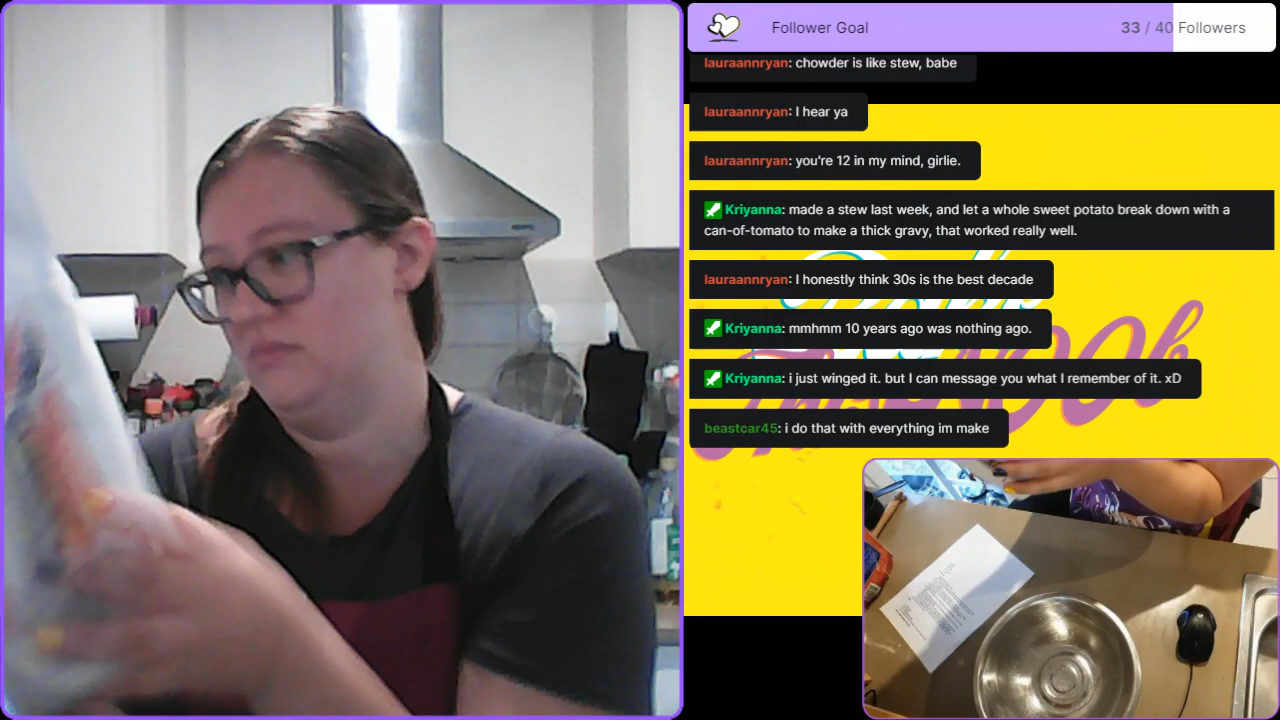 Follower Goal
33 / 40 Followers
lauraannryan: chowder is like stew, babe
lauraannryan: I hear ya
lauraannryan: you're 12 in my mind, girlie.
Kriyanna: made a stew last week, and let a whole sweet potato break down with a
can-of-tomato to make a thick gravy, that worked really well.
lauraannryan: I honestly think 30s is the best decade
Kriyanna: mmhmm 10 years ago was nothing ago.
Kriyanna: i just winged it. but I can message you what I remember of it. xD
beastcar45: i do that with everything im make